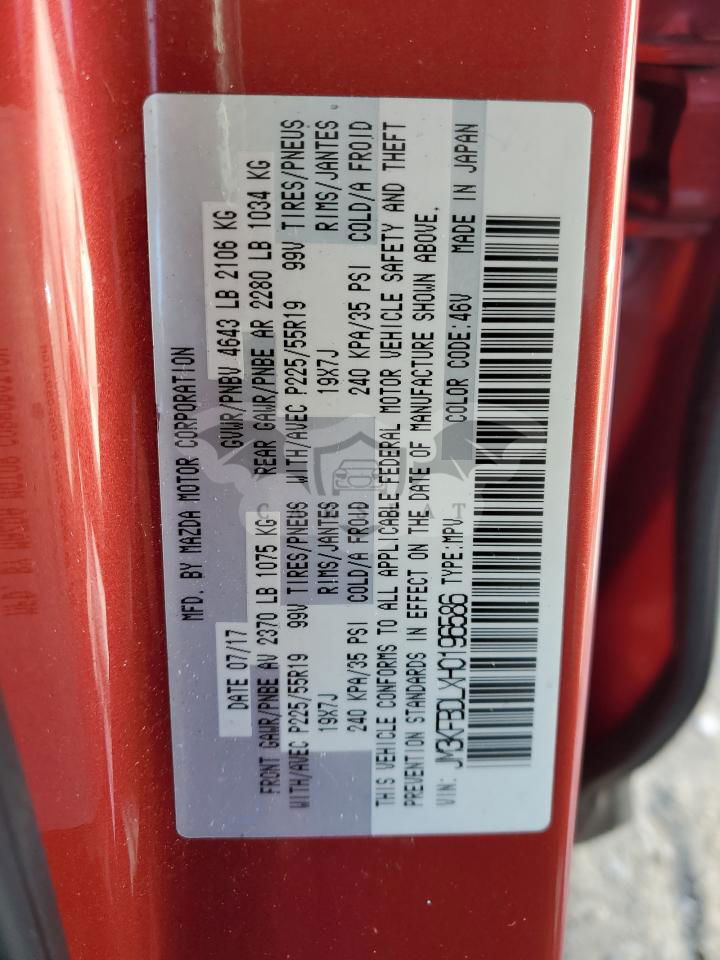 MFD. BY MAZDA MOTOR CORPORATION
DATE 07/17 GVWR/PNBV 4643 LB 2106 KG
FRONT GAWR/PNBE AV 2370 LB 1075 KG REAR GAWR/PNBE AR 2280 LB 1034 KG
WITH/AVEC P225/55R19 99V TIRES/PNEUS WITH/AVEC P225/55R19 99V TIRES/PNEUS
19X7J RIMS/JANTES 19X7J RIMS/JANTES
240 KPA/35 PSI COLD/A FROID 240 KPA/35 PSI COLD/A FROID
THIS VEHICLE CONFORMS TO ALL APPLICABLE FEDERAL MOTOR VEHICLE SAFETY AND THEFT
PREVENTION STANDARDS IN EFFECT ON THE DATE OF MANUFACTURE SHOWN ABOVE.
VIN: JM3KFBDLXH0196586 TYPE:MPV COLOR CODE:46V MADE IN JAPAN